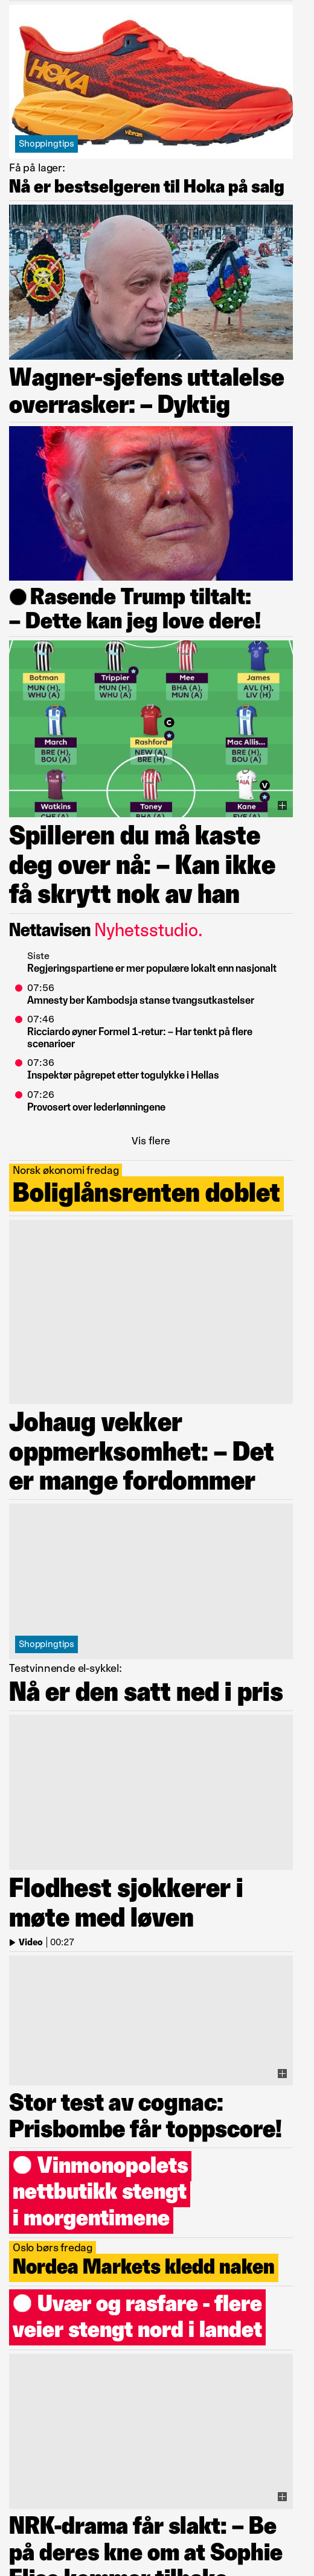 HOKA
vibram
Shoppingtips
Få på lager:
Nå er bestselgeren til Hoka på salg
Wagner-sjefens uttalelse
overrasker: – Dyktig
Rasende Trump tiltalt:
– Dette kan jeg love dere!
Botman Trippier Mee James
MUN (H), MUN (H), BHA (A), AVL (H),
WHU (A) WHU (A) MUN (A) LIV (H)
March Rashford Mac Allis...
BRE (H), NEW (A), BRE (H),
BOU (A) BRE (H) BOU (A)
C
V
AIA
Watkins Toney Kane
CHE (A) BHA (A) EVE (A)
Spilleren du må kaste
deg over nå: – Kan ikke
få skrytt nok av han
Nettavisen Nyhetsstudio.
Siste
Regjeringspartiene er mer populære lokalt enn nasjonalt
07:56
Amnesty ber Kambodsja stanse tvangsutkastelser
07:46
Ricciardo øyner Formel 1-retur: – Har tenkt på flere
scenarioer
07:36
Inspektør pågrepet etter togulykke i Hellas
07:26
Provosert over lederlønningene
Vis flere
Norsk økonomi fredag
Boliglånsrenten doblet
Johaug vekker
oppmerksomhet: – Det
er mange fordommer
Shoppingtips
Testvinnende el-sykkel:
Nå er den satt ned i pris
Flodhest sjokkerer i
møte med løven
Video | 00:27
Stor test av cognac:
Prisbombe får toppscore!
Vinmonopolets
nettbutikk stengt
i morgentimene
Oslo børs fredag
Nordea Markets kledd naken
Uvær og rasfare - flere
veier stengt nord i landet
NRK-drama får slakt: – Be
på deres kne om at Sophie